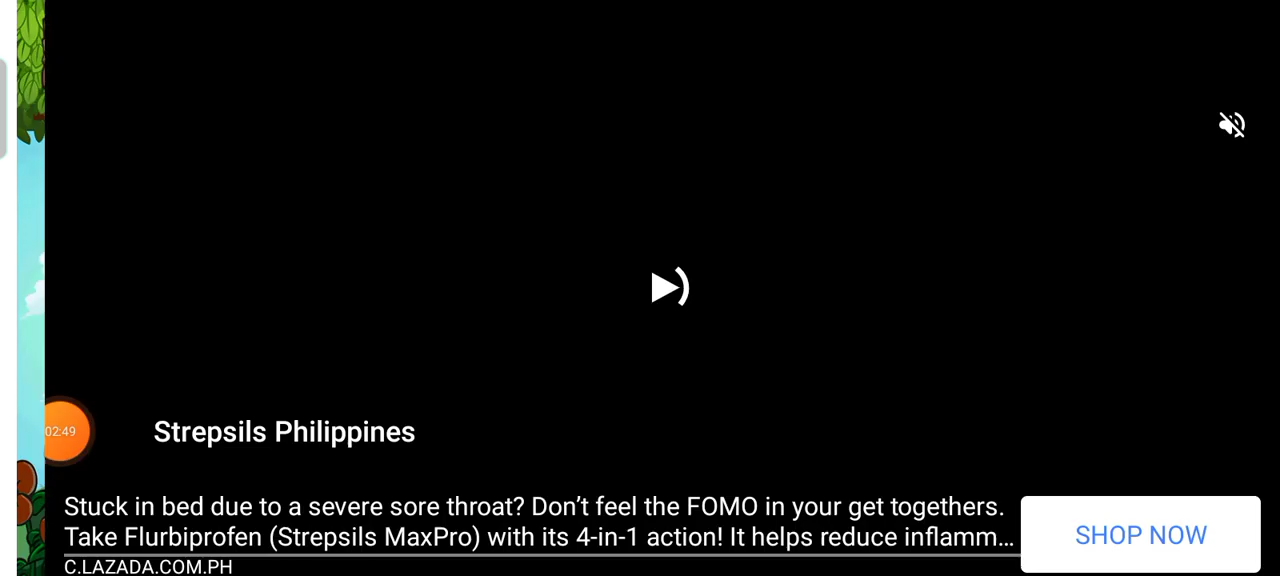 02:49
Strepsils Philippines
Stuck in bed due to a severe sore throat? Don’t feel the FOMO in your get togethers.
Take Flurbiprofen (Strepsils MaxPro) with its 4-in-1 action! It helps reduce inflamm...
SHOP NOW
C.LAZADA.COM.PH